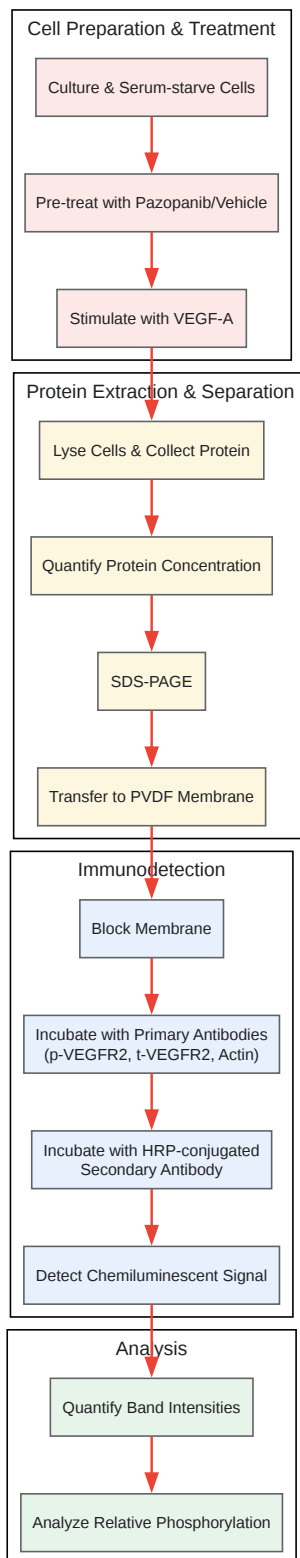 Cell Preparation & Treatment
Culture & Serum-starve Cells
Pre-treat with Pazopanib/Vehicle
Stimulate with VEGF-A
Protein Extraction & Separation
Lyse Cells & Collect Protein
Quantify Protein Concentration
SDS-PAGE
Transfer to PVDF Membrane
Immunodetection
Block Membrane
Incubate with Primary Antibodies
(p-VEGFR2, t-VEGFR2, Actin)
Incubate with HRP-conjugated
Secondary Antibody
Detect Chemiluminescent Signal
Analysis
Quantify Band Intensities
Analyze Relative Phosphorylation